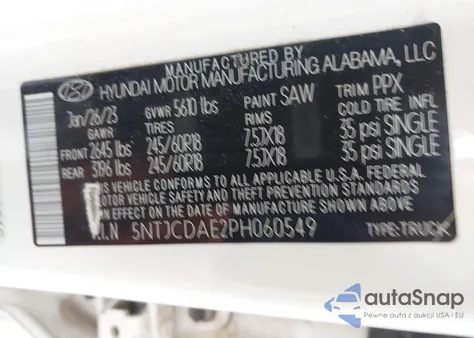 MANUFACTURED BY
HYUNDAI MOTOR MANUFACTURING ALABAMA, LLC
Jan/26/23 GVWR 5610 lbs PAINT SAW TRIM PPX
GAWR TIRES RIMS COLD TIRE INFL
FRONT 2645 lbs 245/60R18 7.5JX18 35 psi SINGLE
REAR 3186 lbs 245/60R18 7.5JX18 35 psi SINGLE
THIS VEHICLE CONFORMS TO ALL APPLICABLE U.S.A. FEDERAL
MOTOR VEHICLE SAFETY AND THEFT PREVENTION STANDARDS
IN EFFECT ON THE DATE OF MANUFACTURE SHOWN ABOVE.
V.I.N 5NTJCDAE2PH060549 TYPE:TRUCK
autaSnap
Pewne auta z aukcji USA i EU